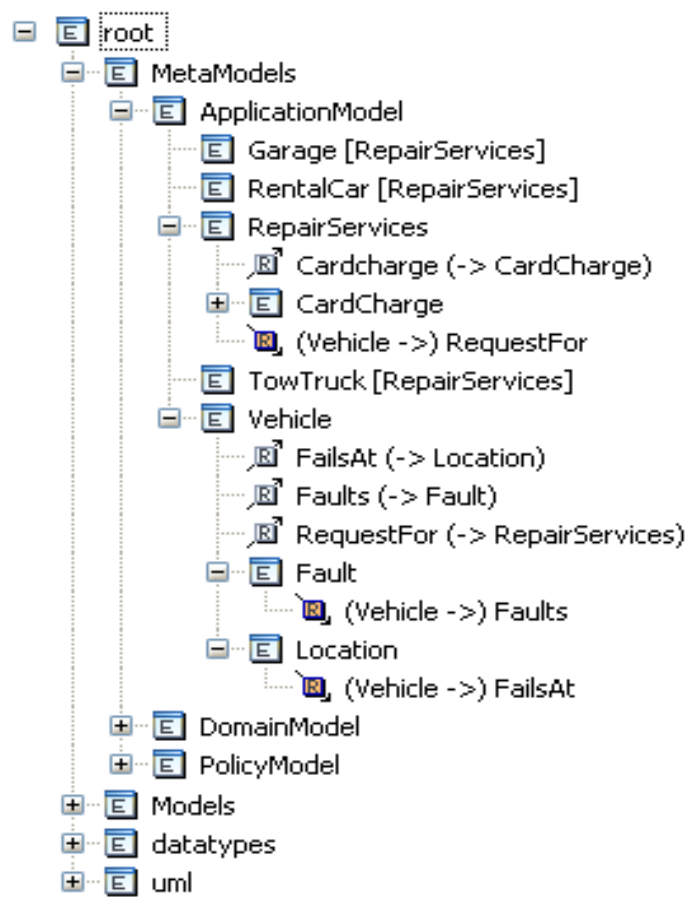 root
MetaModels
ApplicationModel
Garage [RepairServices]
RentalCar [RepairServices]
RepairServices
Cardcharge (-> CardCharge)
CardCharge
(Vehicle ->) RequestFor
TowTruck [RepairServices]
Vehicle
FailsAt (-> Location)
Faults (-> Fault)
RequestFor (-> RepairServices)
Fault
(Vehicle ->) Faults
Location
(Vehicle ->) FailsAt
DomainModel
PolicyModel
Models
datatypes
uml